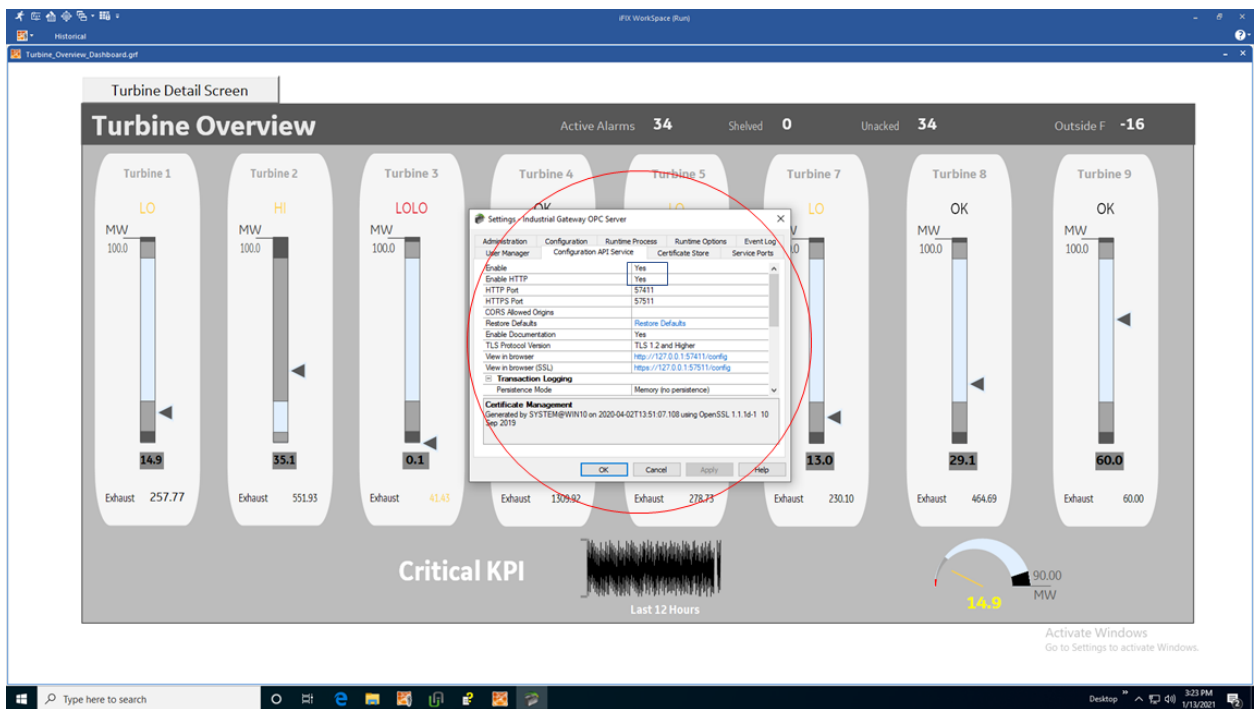 iFIX WorkSpace (Run)
Historical
Turbine_Overview_Dashboard.grf
Turbine Detail Screen
Turbine Overview Active Alarms 34 Shelved 0 Unacked 34 Outside F -16
Turbine 1 Turbine 2 Turbine 3 Turbine 4 Turbine 5 Turbine 7 Turbine 8 Turbine 9
LO HI LOLO OK LO LO OK OK
MW MW MW MW MW
100.0 100.0 100.0 100.0 100.0
Settings - Industrial Gateway OPC Server
Administration Configuration Runtime Process Runtime Options Event Log
User Manager Configuration API Service Certificate Store Service Ports
Enable Yes
Enable HTTP Yes
HTTP Port 57411
HTTPS Port 57511
CORS Allowed Origins
Restore Defaults Restore Defaults
Enable Documentation Yes
TLS Protocol Version TLS 1.2 and Higher
View in browser http://127.0.0.1:57411/config
View in browser (SSL) https://127.0.0.1:57511/config
Transaction Logging
Persistence Mode Memory (no persistence)
Certificate Management
Generated by SYSTEM@WIN10 on 2020-04-02T13:51:07.108 using OpenSSL 1.1.1d-1 10
Sep 2019
OK Cancel Apply Help
14.9 35.1 0.1 13.0 29.1 60.0
Exhaust 257.77 Exhaust 551.93 Exhaust 41.43 Exhaust 1309.92 Exhaust 278.73 Exhaust 230.10 Exhaust 464.69 Exhaust 60.00
Critical KPI
Last 12 Hours
90.00
MW
14.9
Activate Windows
Go to Settings to activate Windows.
Type here to search
Desktop
3:23 PM
1/13/2021